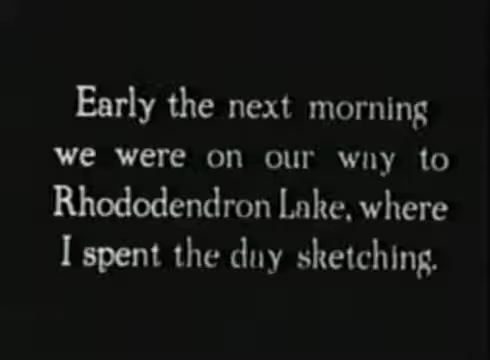 Early the next morning
we were on our way to
Rhododendron Lake, where
I spent the day sketching.